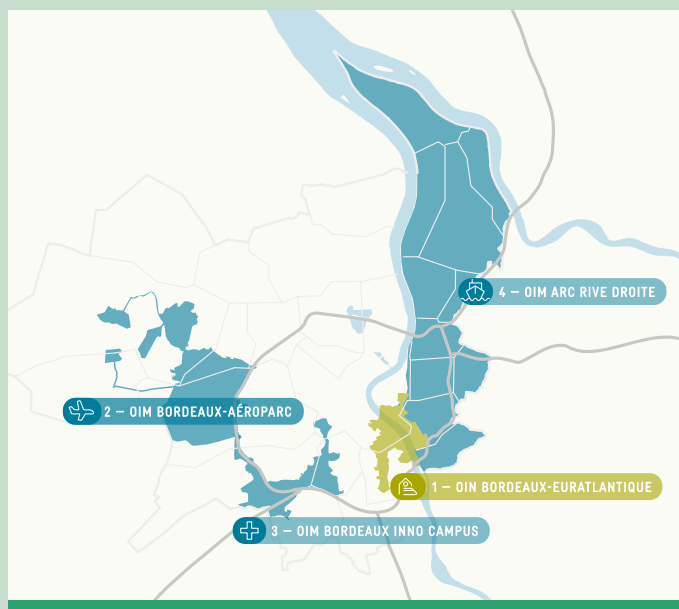 4 — OIM ARC RIVE DROITE
2 — OIM BORDEAUX-AÉROPARC
1 — OIN BORDEAUX-EURATLANTIQUE
3 — OIM BORDEAUX INNO CAMPUS